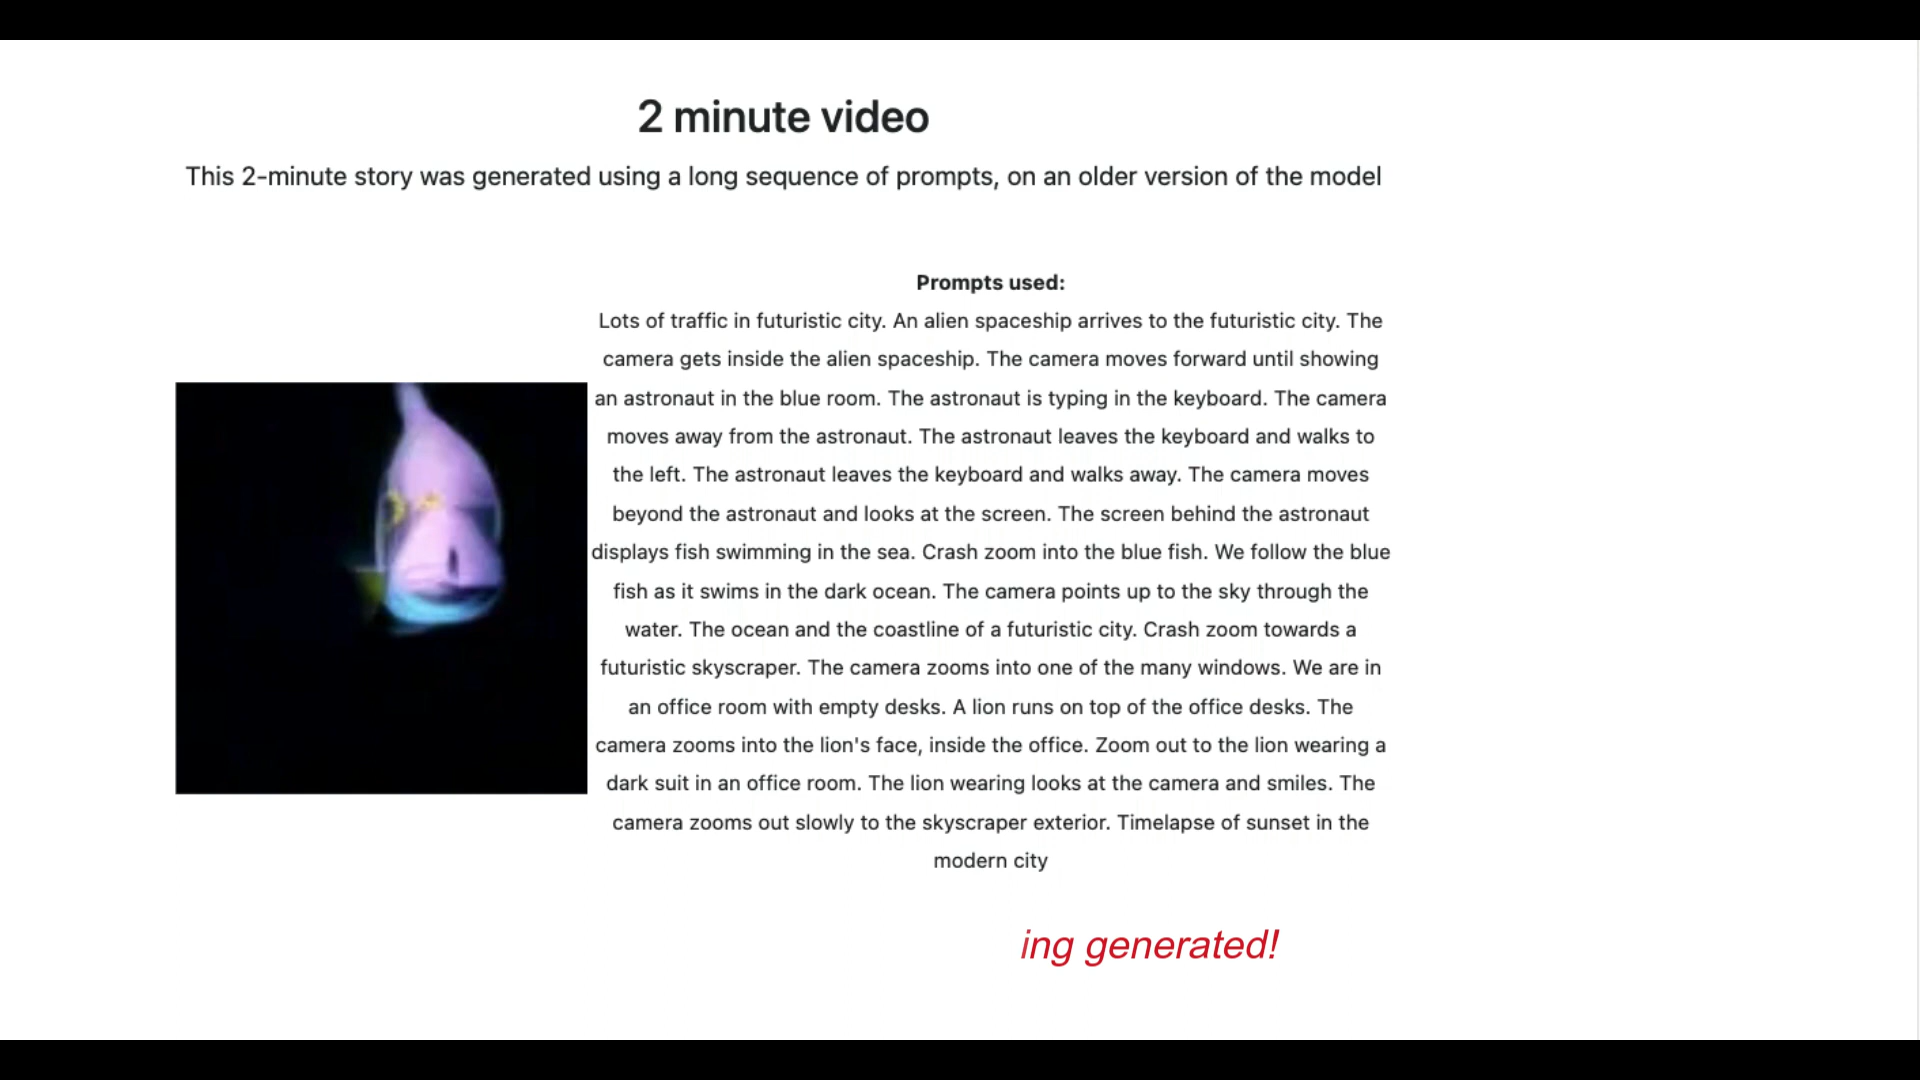 2 minute video
This 2-minute story was generated using a long sequence of prompts, on an older version of the model
Prompts used:
Lots of traffic in futuristic city. An alien spaceship arrives to the futuristic city. The
camera gets inside the alien spaceship. The camera moves forward until showing
an astronaut in the blue room. The astronaut is typing in the keyboard. The camera
moves away from the astronaut. The astronaut leaves the keyboard and walks to
the left. The astronaut leaves the keyboard and walks away. The camera moves
beyond the astronaut and looks at the screen. The screen behind the astronaut
displays fish swimming in the sea. Crash zoom into the blue fish. We follow the blue
fish as it swims in the dark ocean. The camera points up to the sky through the
water. The ocean and the coastline of a futuristic city. Crash zoom towards a
futuristic skyscraper. The camera zooms into one of the many windows. We are in
an office room with empty desks. A lion runs on top of the office desks. The
camera zooms into the lion's face, inside the office. Zoom out to the lion wearing a
dark suit in an office room. The lion wearing looks at the camera and smiles. The
camera zooms out slowly to the skyscraper exterior. Timelapse of sunset in the
modern city
ing generated!